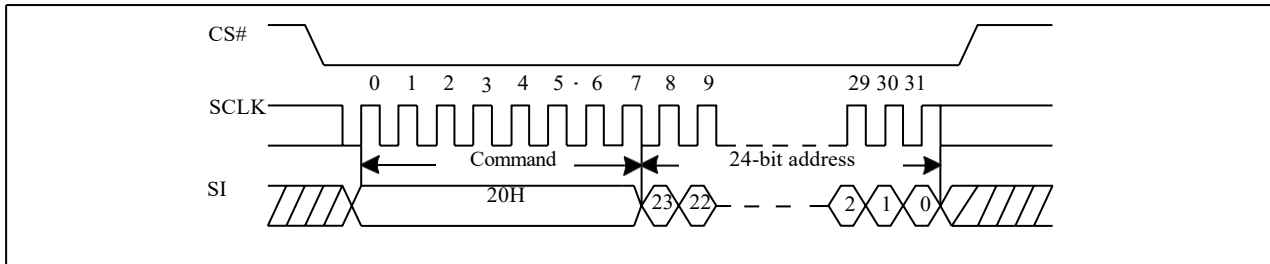 CS#
0 1 2 3 4 5 · 6 7 8 9 29 30 31
SCLK
Command 24-bit address
SI
20H
23 22 2 1 0